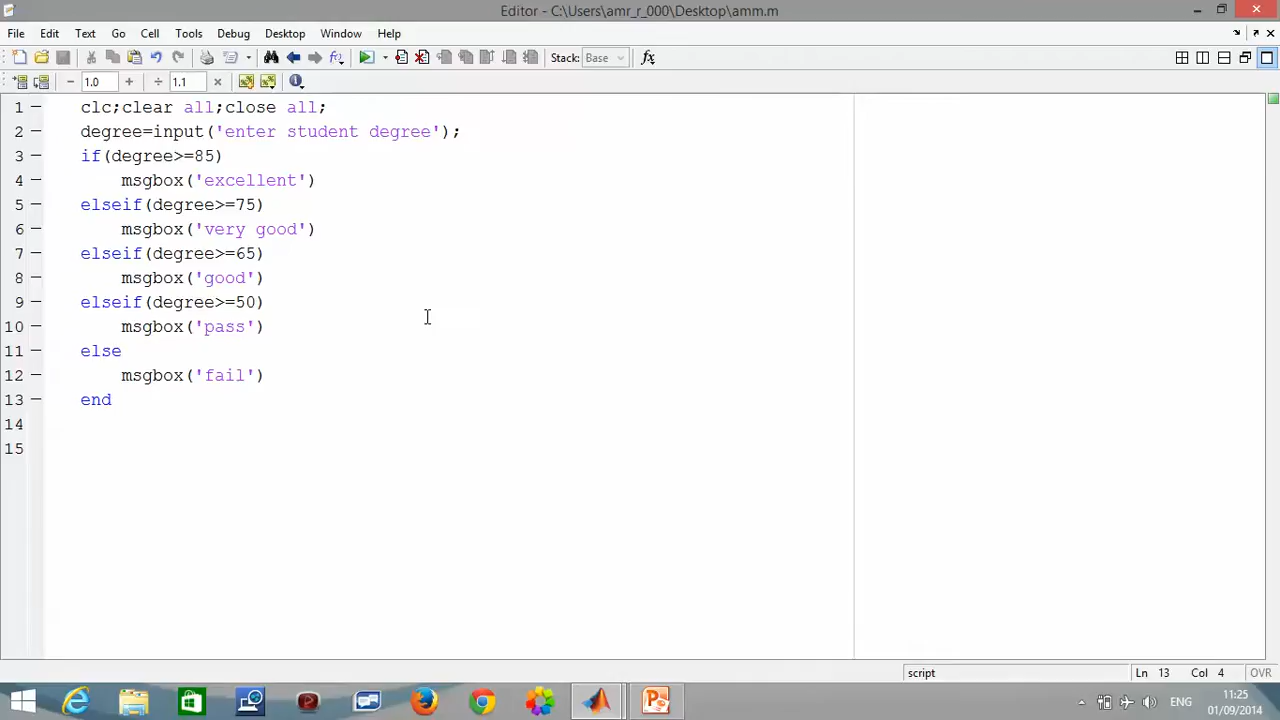 Editor - C:\Users\amr_r_000\Desktop\amm.m
File Edit Text Go Cell Tools Debug Desktop Window Help
Stack: Base fx
− 1.0 + ÷ 1.1 ×
1 clc;clear all;close all;
2 degree=input('enter student degree');
3 if(degree>=85)
4 msgbox('excellent')
5 elseif(degree>=75)
6 msgbox('very good')
7 elseif(degree>=65)
8 msgbox('good')
9 elseif(degree>=50)
10 msgbox('pass')
11 else
12 msgbox('fail')
13 end
14
15
script Ln 13 Col 4 OVR
ENG 11:25
01/09/2014